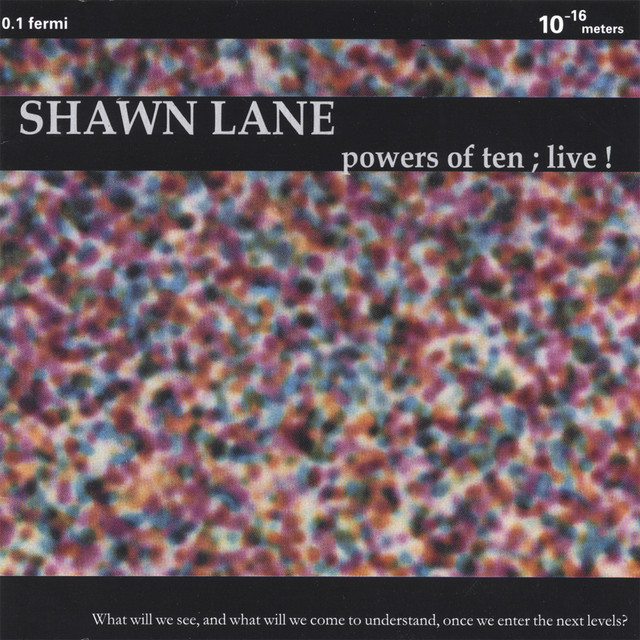 0.1 fermi
10⁻¹⁶ meters
SHAWN LANE
powers of ten ; live !
What will we see, and what will we come to understand, once we enter the next levels?